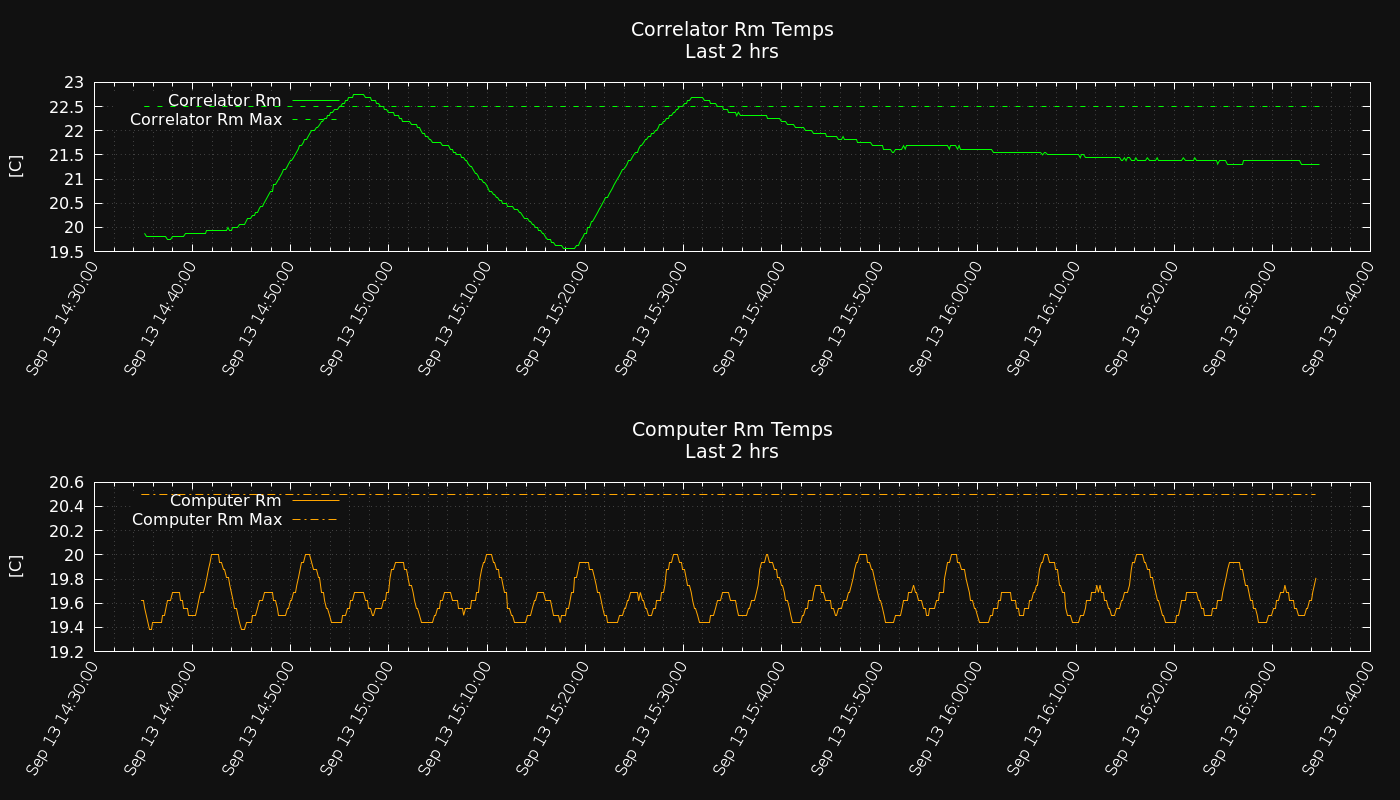 Correlator Rm Temps
Last 2 hrs
[C]
23
22.5
22
21.5
21
20.5
20
19.5
Correlator Rm
Correlator Rm Max
Sep 13 14:30:00
Sep 13 14:40:00
Sep 13 14:50:00
Sep 13 15:00:00
Sep 13 15:10:00
Sep 13 15:20:00
Sep 13 15:30:00
Sep 13 15:40:00
Sep 13 15:50:00
Sep 13 16:00:00
Sep 13 16:10:00
Sep 13 16:20:00
Sep 13 16:30:00
Sep 13 16:40:00
Computer Rm Temps
Last 2 hrs
[C]
20.6
20.4
20.2
20
19.8
19.6
19.4
19.2
Computer Rm
Computer Rm Max
Sep 13 14:30:00
Sep 13 14:40:00
Sep 13 14:50:00
Sep 13 15:00:00
Sep 13 15:10:00
Sep 13 15:20:00
Sep 13 15:30:00
Sep 13 15:40:00
Sep 13 15:50:00
Sep 13 16:00:00
Sep 13 16:10:00
Sep 13 16:20:00
Sep 13 16:30:00
Sep 13 16:40:00